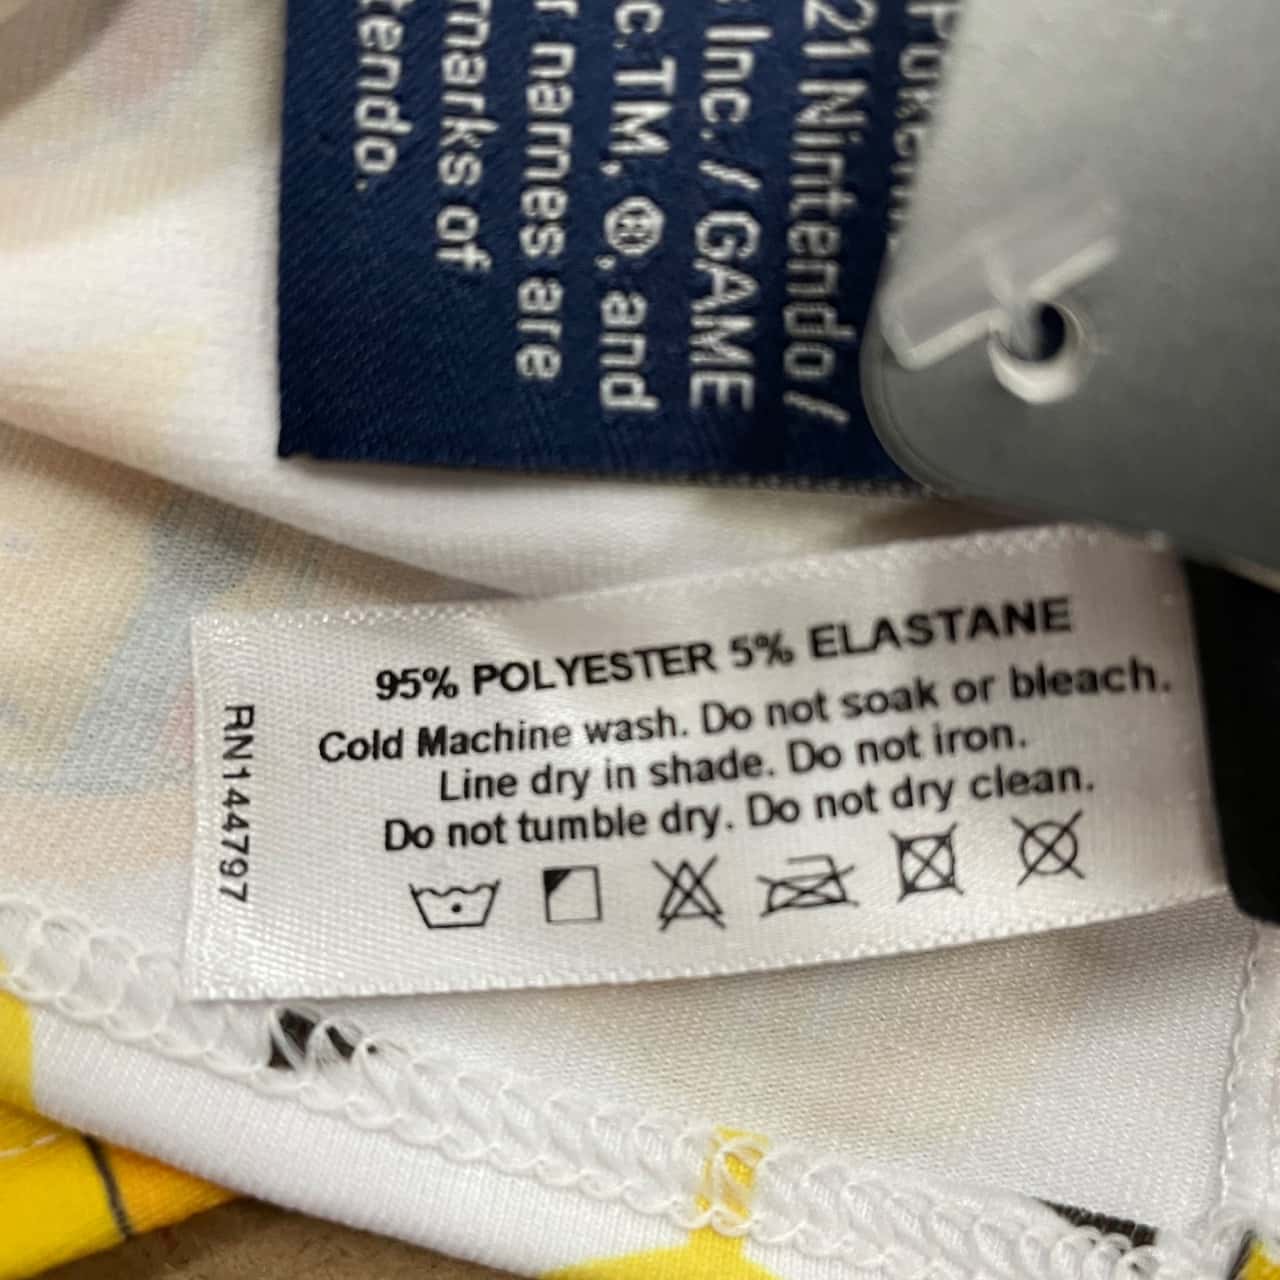 21 Nintendo /
Inc. / GAME
TM, ®, and
names are
marks of
tendo.
95% POLYESTER 5% ELASTANE
Cold Machine wash. Do not soak or bleach.
Line dry in shade. Do not iron.
Do not tumble dry. Do not dry clean.
RN144797